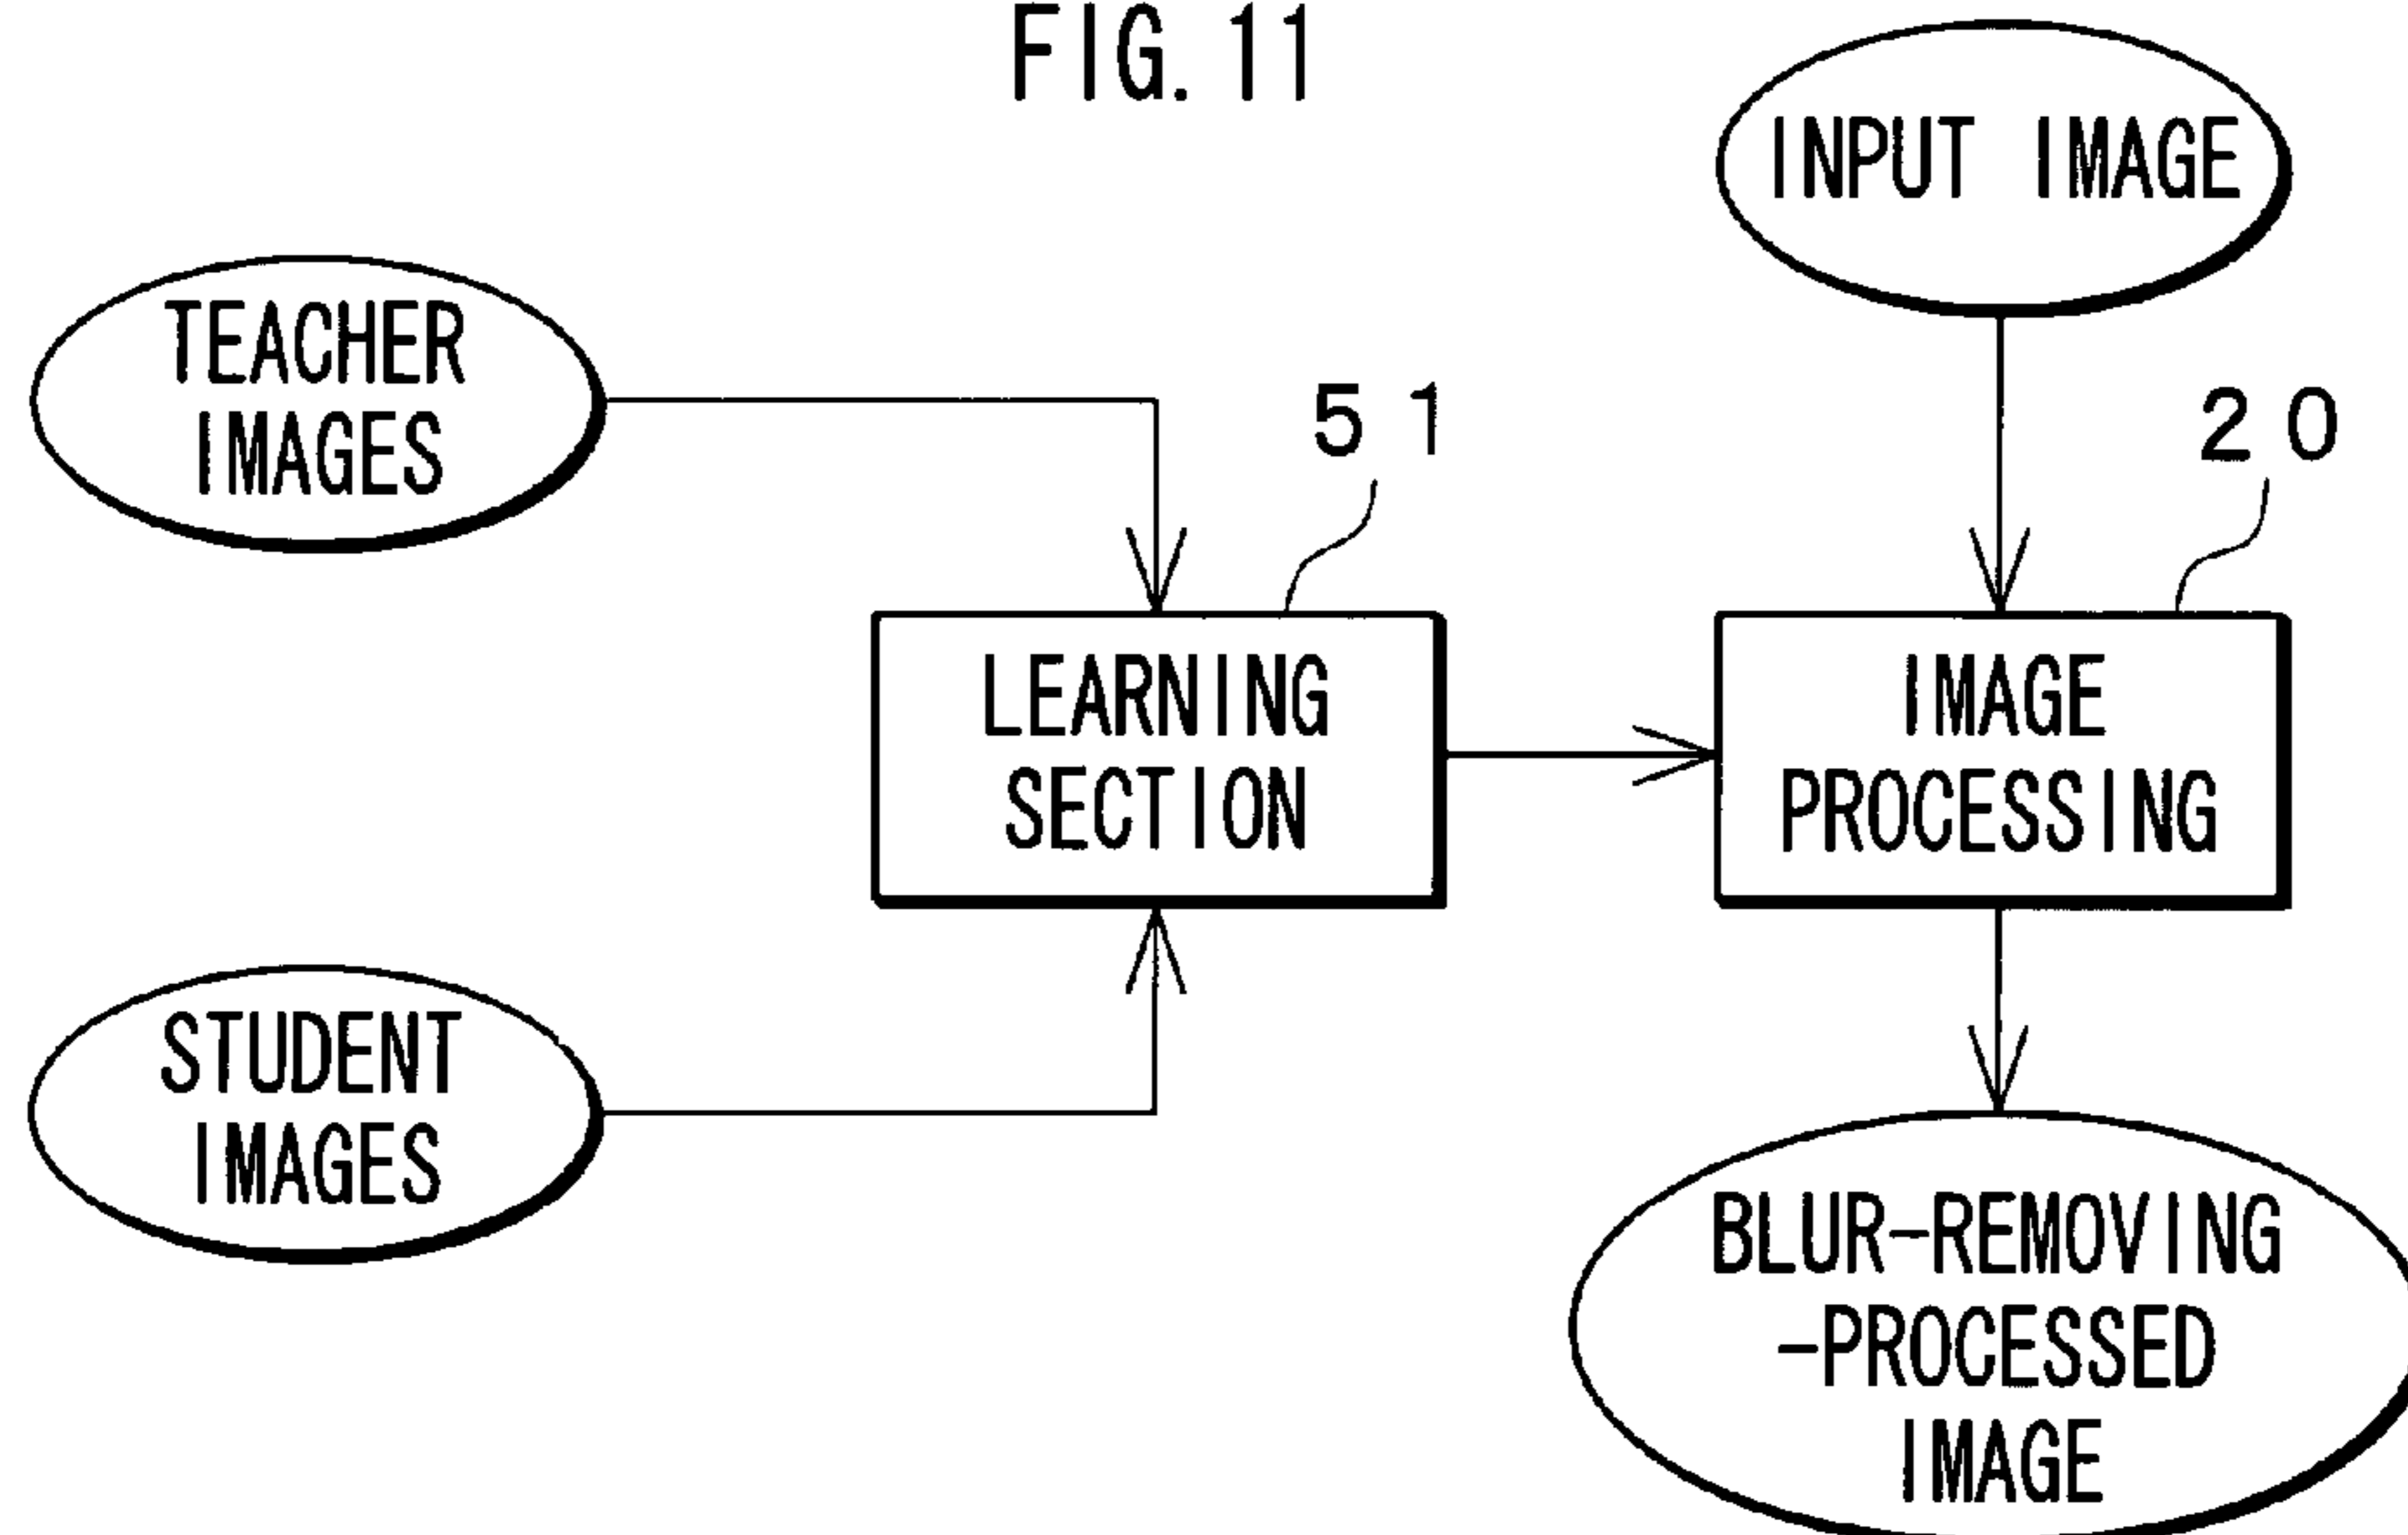 FIG. 11
INPUT IMAGE
TEACHER
IMAGES
51
20
LEARNING
SECTION
IMAGE
PROCESSING
STUDENT
IMAGES
BLUR-REMOVING
-PROCESSED
IMAGE